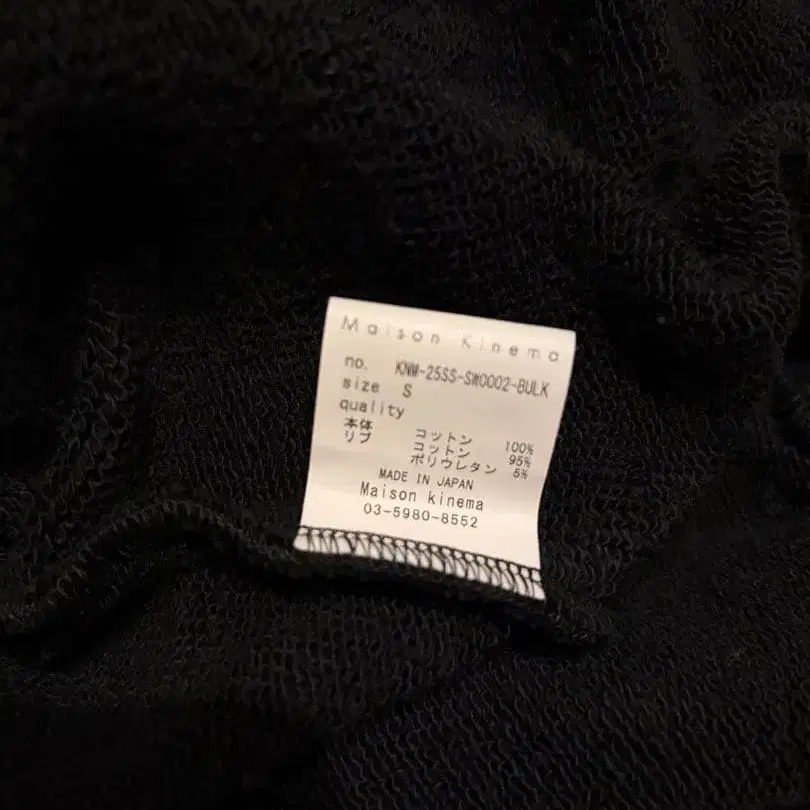 Maison Kinema
no. KNM-25SS-SW0002-BULK
size S
quality
本体 コットン 100%
リブ コットン 95%
ポリウレタン 5%
MADE IN JAPAN
Maison kinema
03-5980-8552